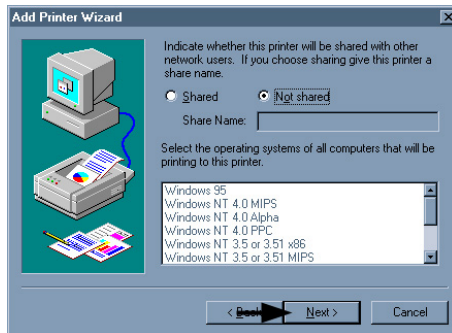 Add Printer Wizard
Indicate whether this printer will be shared with other
network users. If you choose sharing give this printer a
share name.
Shared Not shared
Share Name:
Select the operating systems of all computers that will be
printing to this printer.
Windows 95
Windows NT 4.0 MIPS
Windows NT 4.0 Alpha
Windows NT 4.0 PPC
Windows NT 3.5 or 3.51 x86
Windows NT 3.5 or 3.51 MIPS
< Next > Cancel